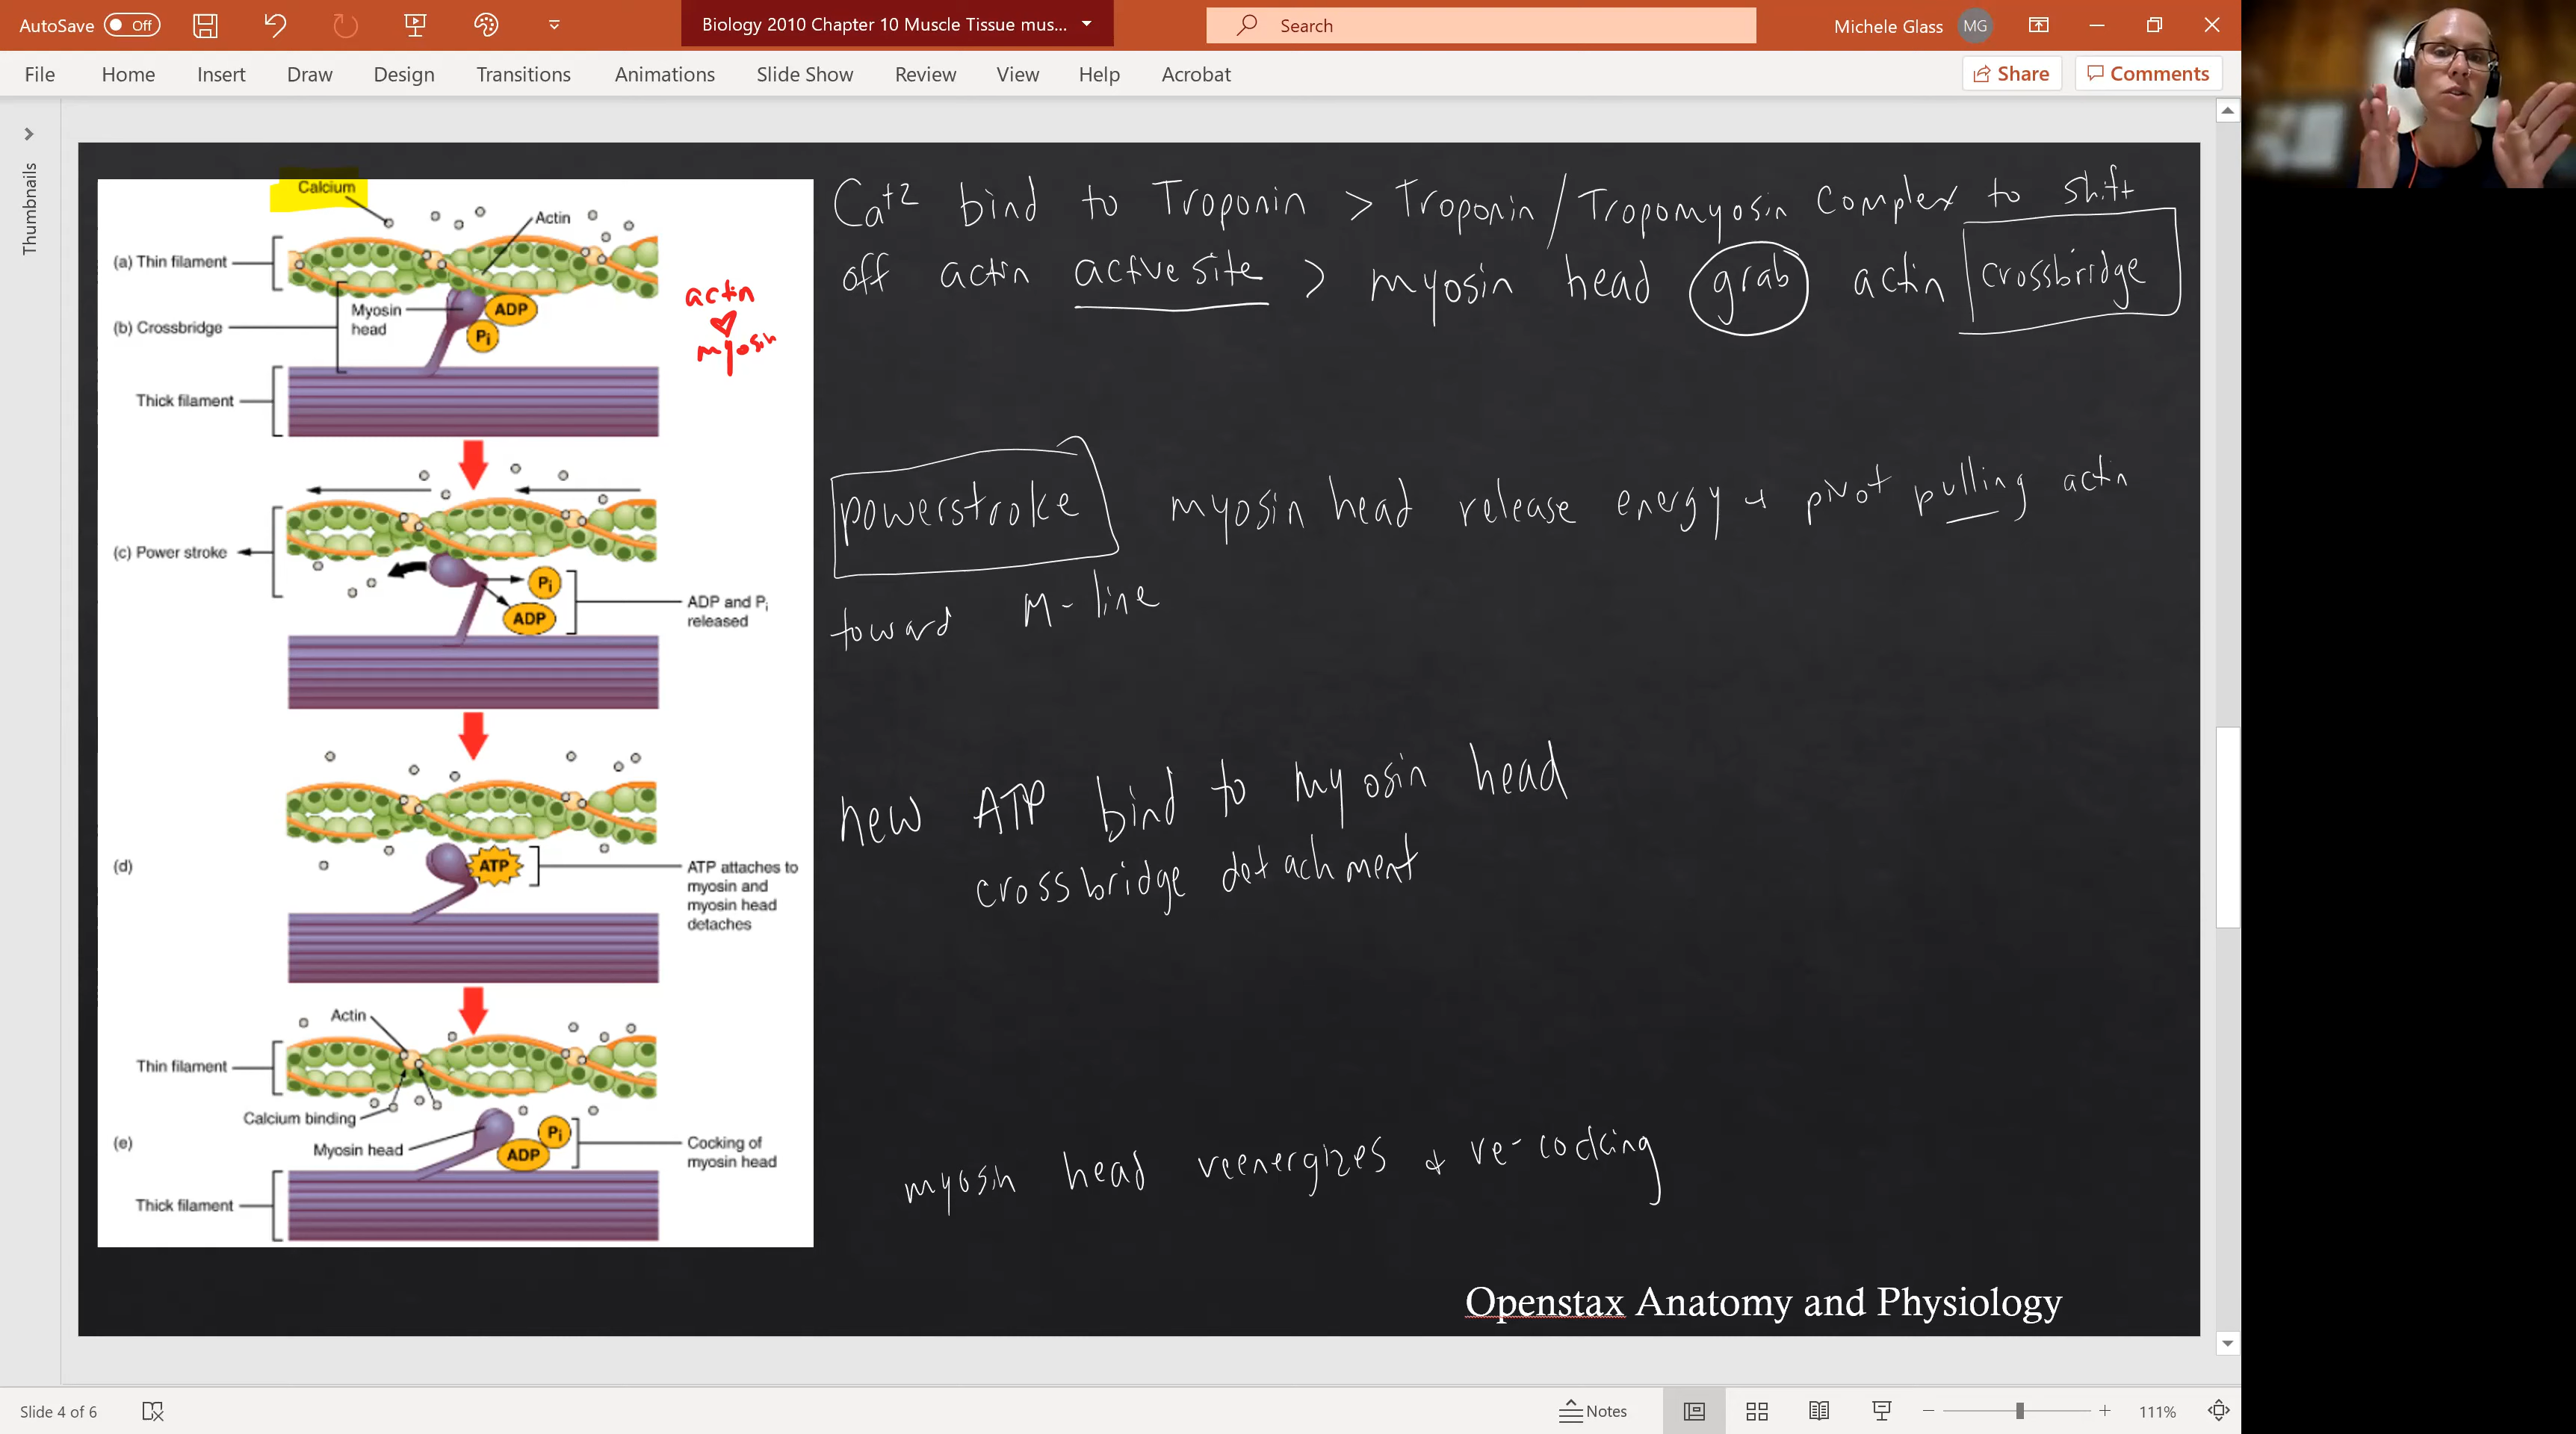 AutoSave Off
Biology 2010 Chapter 10 Muscle Tissue mus...
Search
Michele Glass MG
File Home Insert Draw Design Transitions Animations Slide Show Review View Help Acrobat
Share Comments
Thumbnails
Calcium
Actin
(a) Thin filament
Myosin
head
ADP
Pi
(b) Crossbridge
Thick filament
actin
myosin
(c) Power stroke
Pi
ADP
ADP and Pi
released
(d)
ATP
ATP attaches to
myosin and
myosin head
detaches
Actin
Thin filament
Calcium binding
(e)
Myosin head
Pi
ADP
Cocking of
myosin head
Thick filament
Ca+2 bind to Troponin > Troponin/Tropomyosin complex to shift
off actin active site > myosin head grab actin crossbridge
powerstroke myosin head release energy + pivot pulling actin
toward M-line
new ATP bind to myosin head
crossbridge detachment
myosin head reenergizes + re-cocking
Openstax Anatomy and Physiology
Slide 4 of 6
Notes
111%